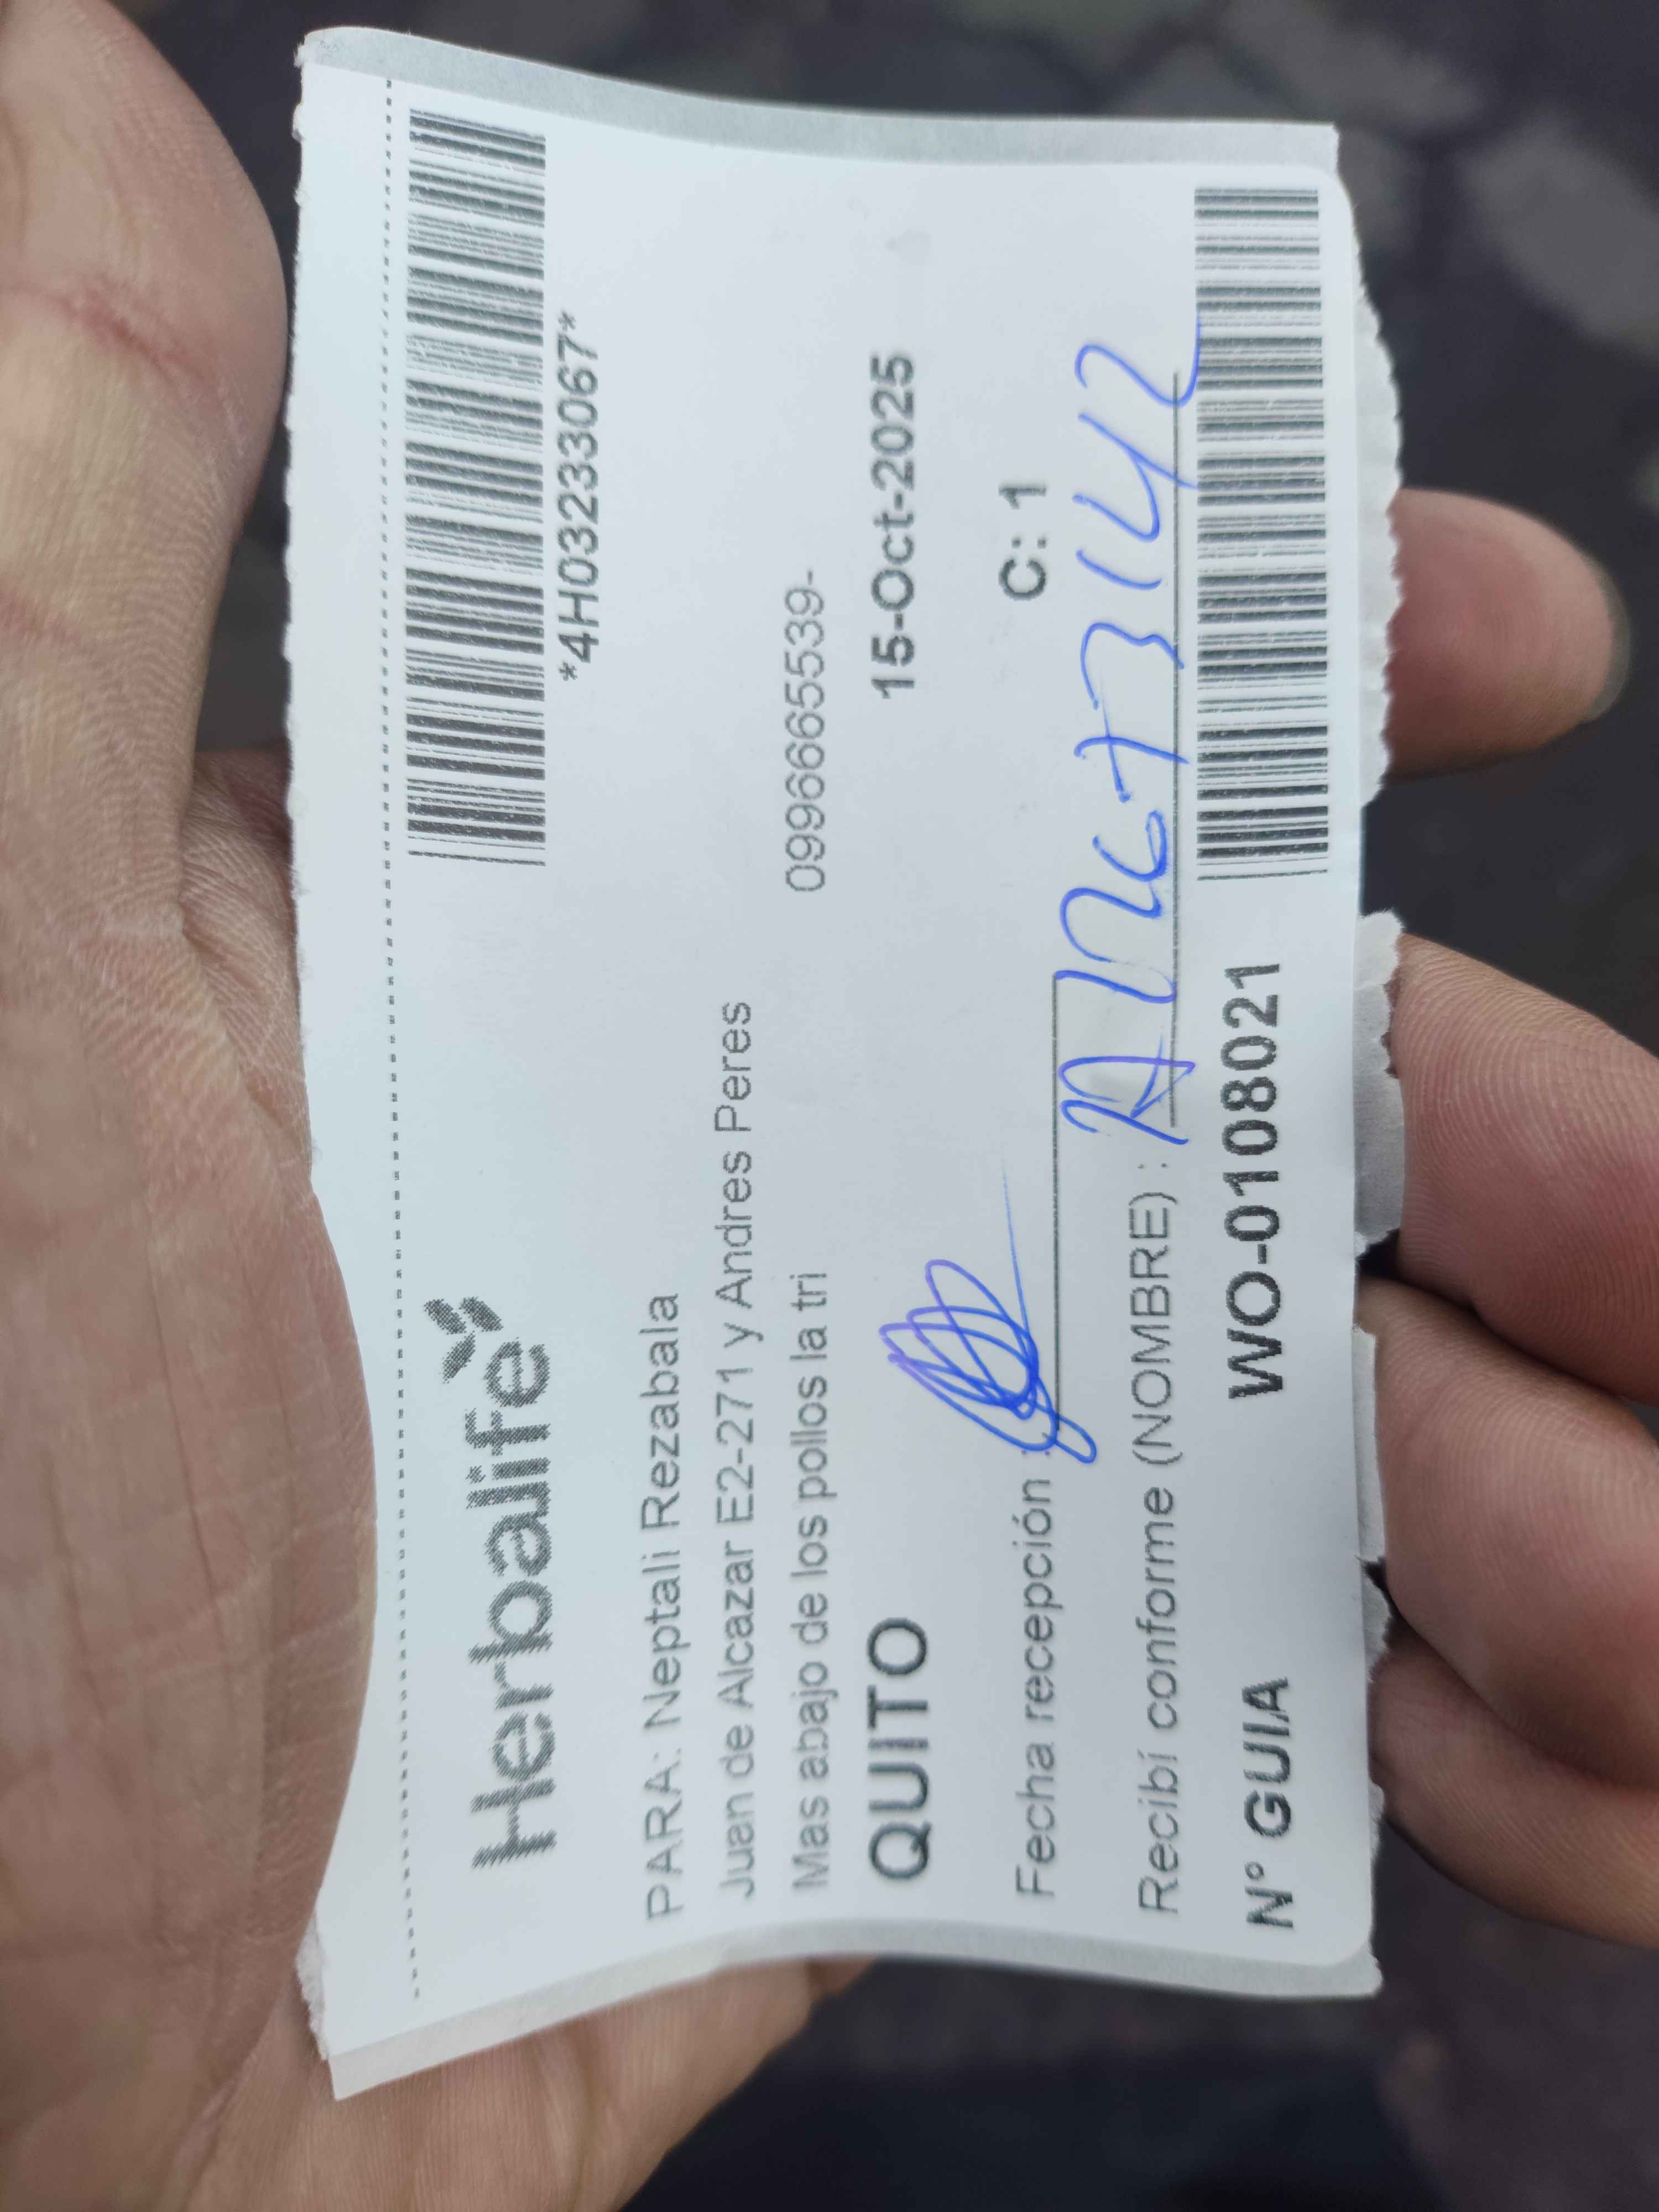 Herbalife
*4H03233067*
PARA: Neptali Rezabala
Juan de Alcazar E2-271 y Andres Peres
Mas abajo de los pollos la tri 0996665539-
QUITO 15-Oct-2025
Fecha recepción : C: 1
Recibí conforme (NOMBRE) :
N° GUIA WO-0108021